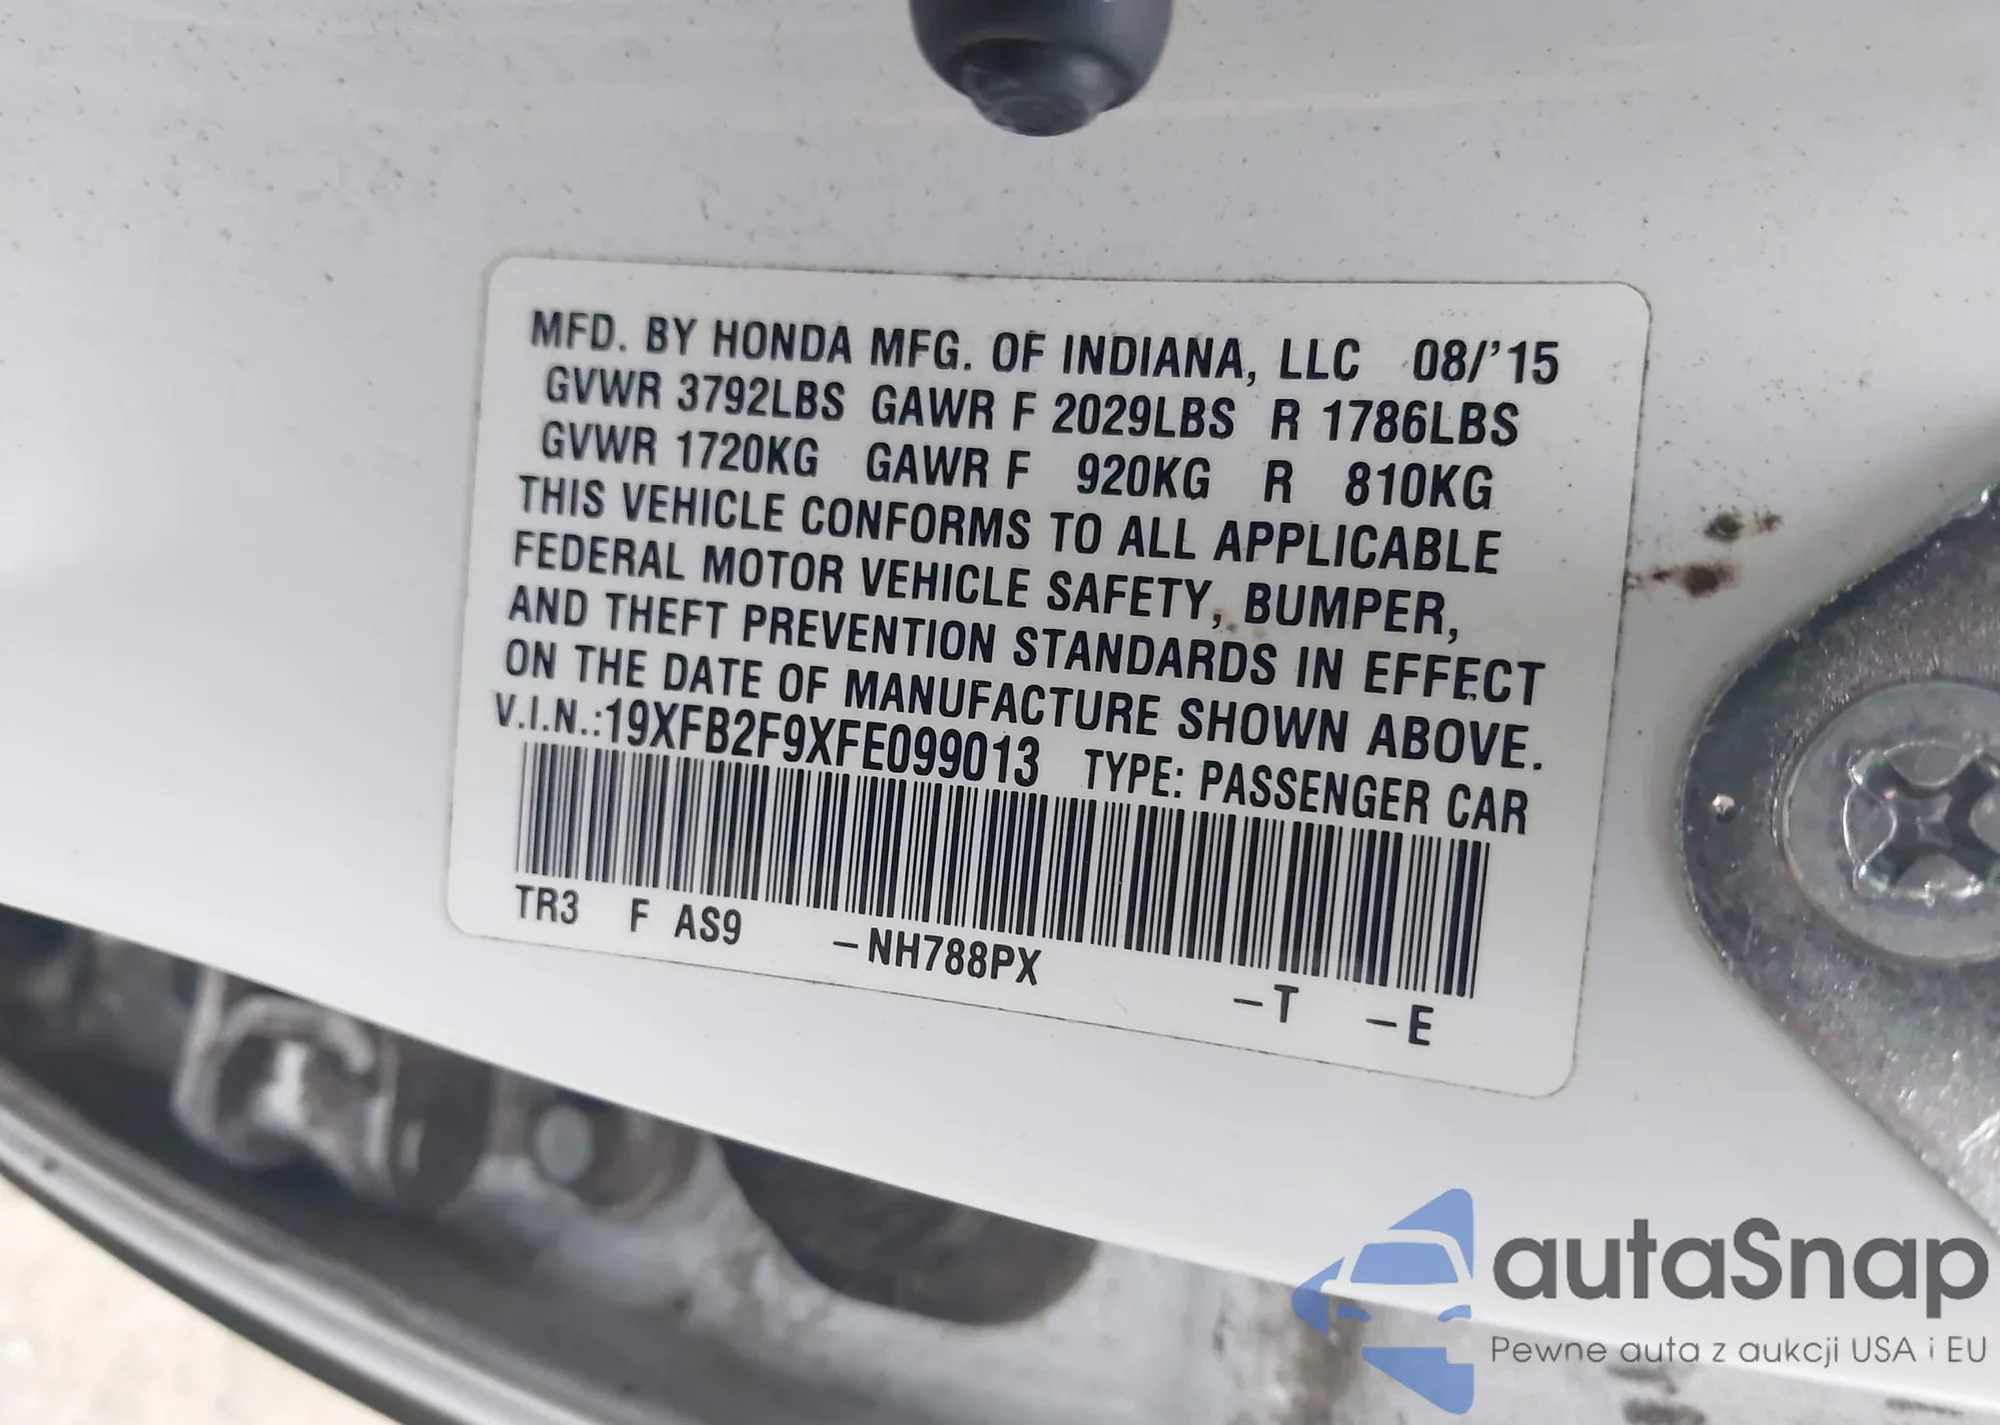 MFD. BY HONDA MFG. OF INDIANA, LLC 08/'15
GVWR 3792LBS GAWR F 2029LBS R 1786LBS
GVWR 1720KG GAWR F 920KG R 810KG
THIS VEHICLE CONFORMS TO ALL APPLICABLE
FEDERAL MOTOR VEHICLE SAFETY, BUMPER,
AND THEFT PREVENTION STANDARDS IN EFFECT
ON THE DATE OF MANUFACTURE SHOWN ABOVE.
V.I.N.:19XFB2F9XFE099013 TYPE: PASSENGER CAR
TR3 F AS9 –NH788PX –T –E
autaSnap
Pewne auta z aukcji USA i EU